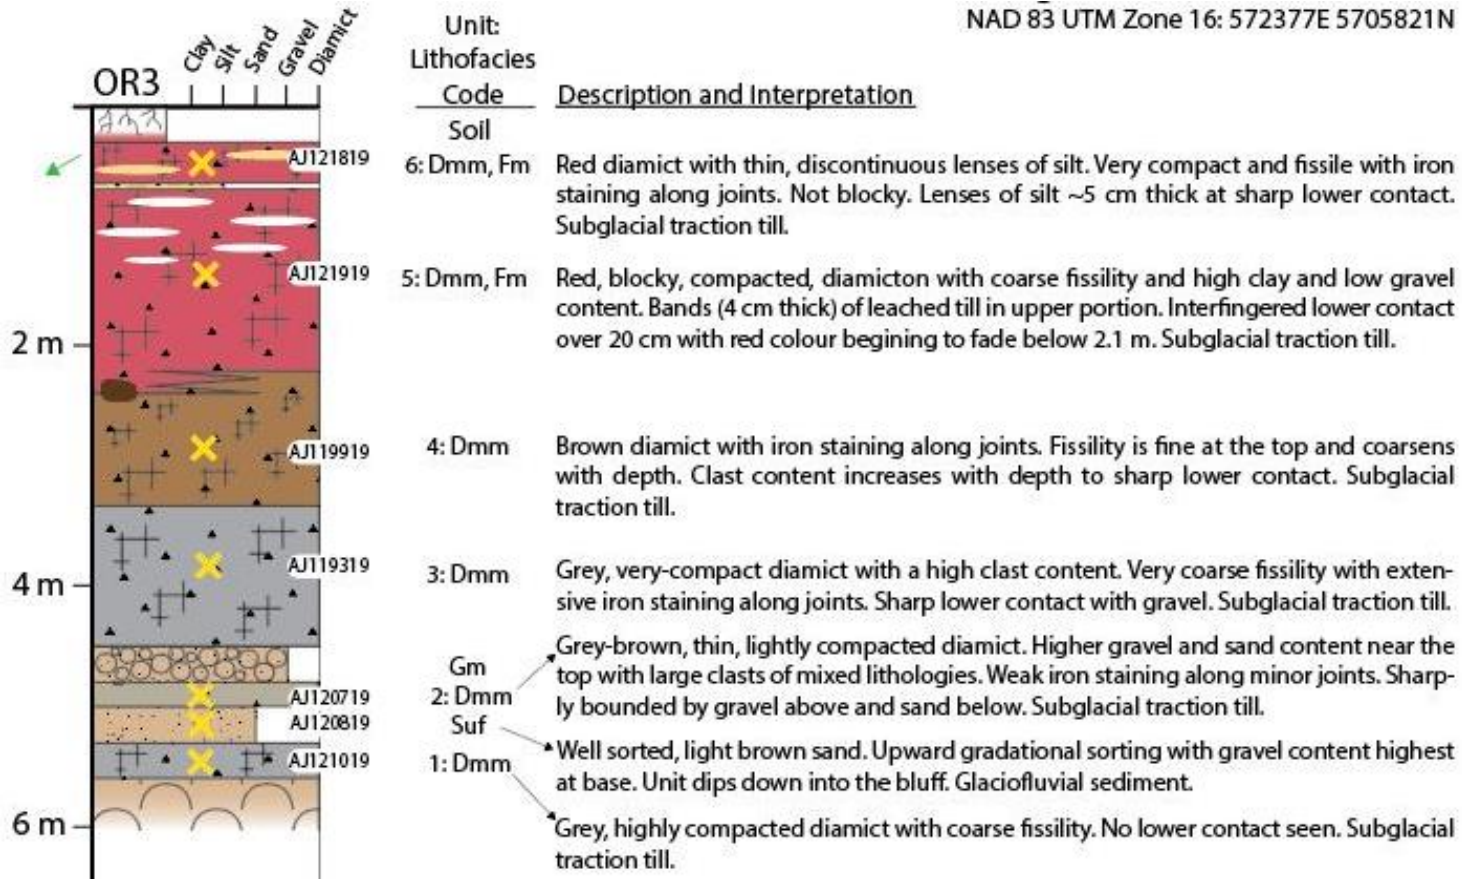 NAD 83 UTM Zone 16: 572377E 5705821N
OR3
Clay
Silt
Sand
Gravel
Diamict
Unit:
Lithofacies
Code
Description and Interpretation
Soil
AJ121819
6: Dmm, Fm
Red diamict with thin, discontinuous lenses of silt. Very compact and fissile with iron
staining along joints. Not blocky. Lenses of silt ~5 cm thick at sharp lower contact.
Subglacial traction till.
AJ121919
5: Dmm, Fm
Red, blocky, compacted, diamicton with coarse fissility and high clay and low gravel
content. Bands (4 cm thick) of leached till in upper portion. Interfingered lower contact
over 20 cm with red colour begining to fade below 2.1 m. Subglacial traction till.
2 m
AJ119919
4: Dmm
Brown diamict with iron staining along joints. Fissility is fine at the top and coarsens
with depth. Clast content increases with depth to sharp lower contact. Subglacial
traction till.
AJ119319
4 m
3: Dmm
Grey, very-compact diamict with a high clast content. Very coarse fissility with exten-
sive iron staining along joints. Sharp lower contact with gravel. Subglacial traction till.
Gm
AJ120719
2: Dmm
Grey-brown, thin, lightly compacted diamict. Higher gravel and sand content near the
top with large clasts of mixed lithologies. Weak iron staining along minor joints. Sharp-
ly bounded by gravel above and sand below. Subglacial traction till.
AJ120819
Suf
Well sorted, light brown sand. Upward gradational sorting with gravel content highest
at base. Unit dips down into the bluff. Glaciofluvial sediment.
AJ121019
1: Dmm
Grey, highly compacted diamict with coarse fissility. No lower contact seen. Subglacial
traction till.
6 m